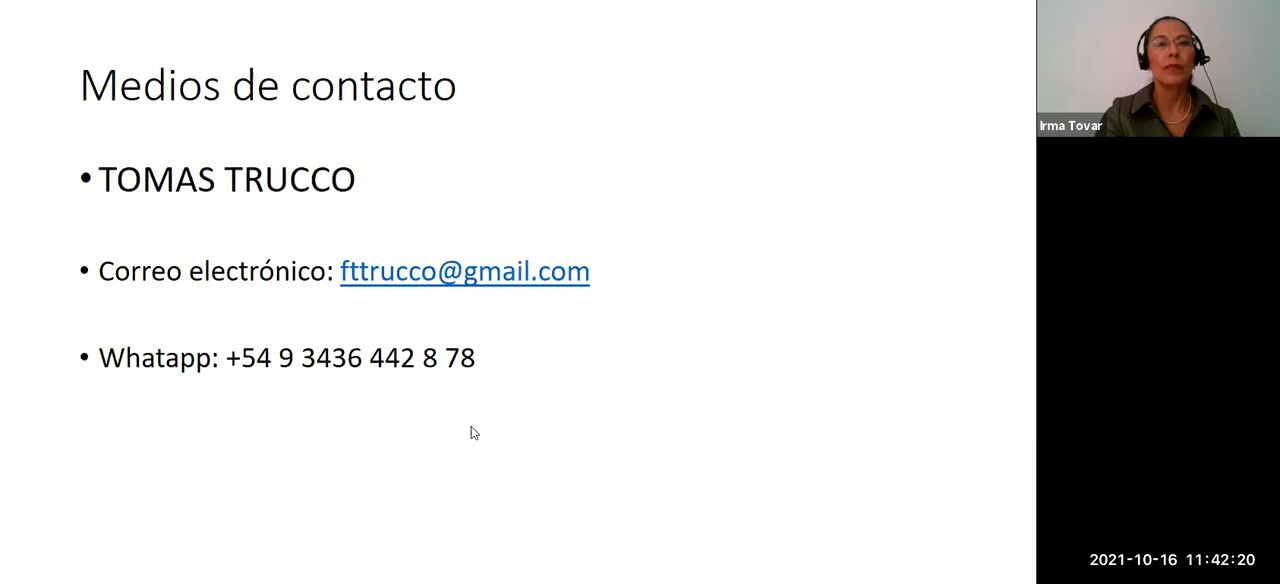 Medios de contacto
• TOMAS TRUCCO
• Correo electrónico: fttrucco@gmail.com
• Whatapp: +54 9 3436 442 8 78
Irma Tovar
2021-10-16 11:42:20